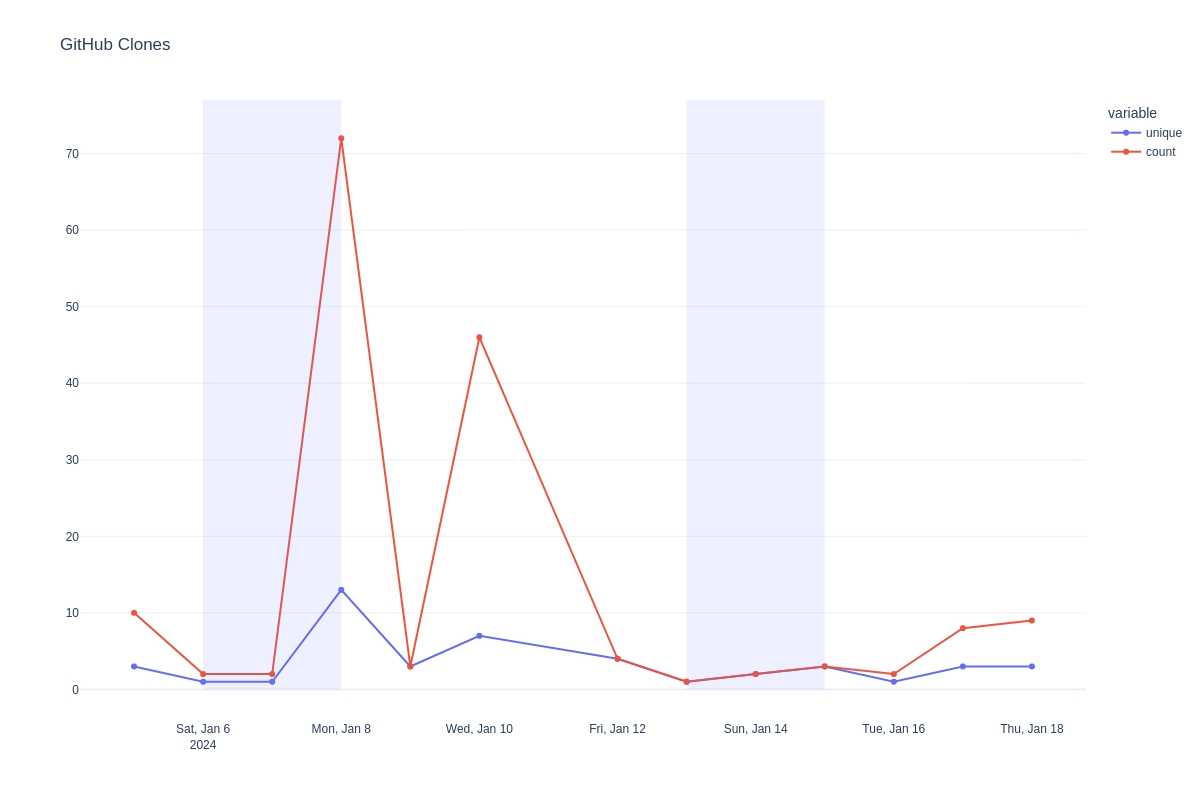 GitHub Clones
variable
unique
count
70
60
50
40
30
20
10
0
Sat, Jan 6
2024
Mon, Jan 8
Wed, Jan 10
Fri, Jan 12
Sun, Jan 14
Tue, Jan 16
Thu, Jan 18